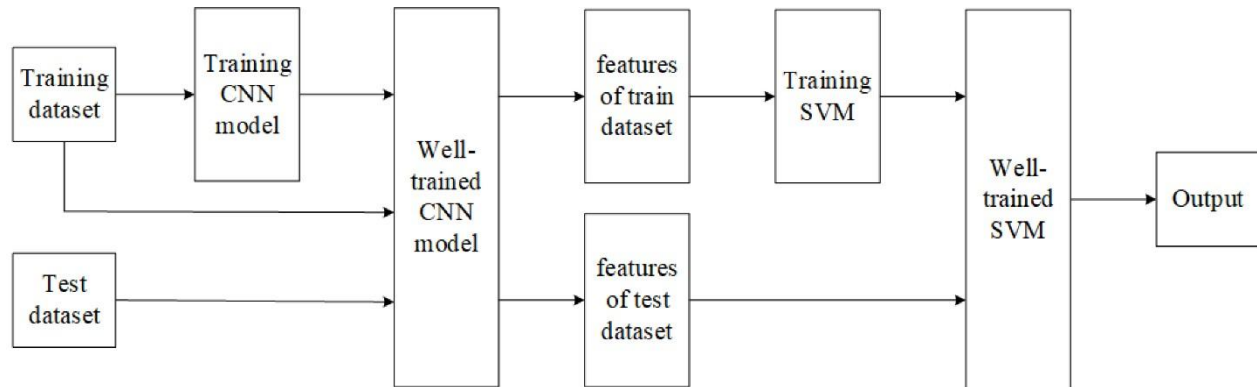 Training
dataset
Training
CNN
model
Well-
trained
CNN
model
features
of train
dataset
Training
SVM
Well-
trained
SVM
Output
Test
dataset
features
of test
dataset